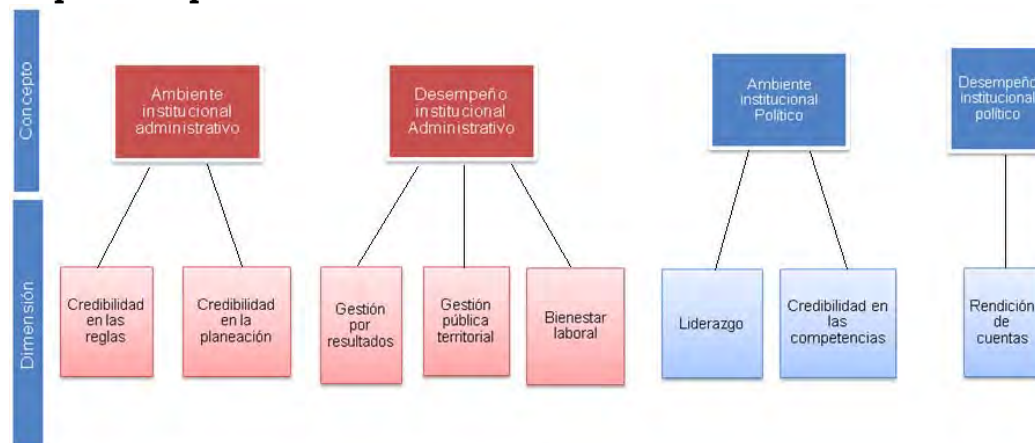 Concepto
Ambiente
institucional
administrativo
Desempeño
institucional
Administrativo
Ambiente
institucional
Político
Desempeño
institucional
político
Dimensión
Credibilidad
en las
reglas
Credibilidad
en la
planeación
Gestión
por
resultados
Gestión
pública
territorial
Bienestar
laboral
Liderazgo
Credibilidad en
las
competencias
Rendición
de
cuentas